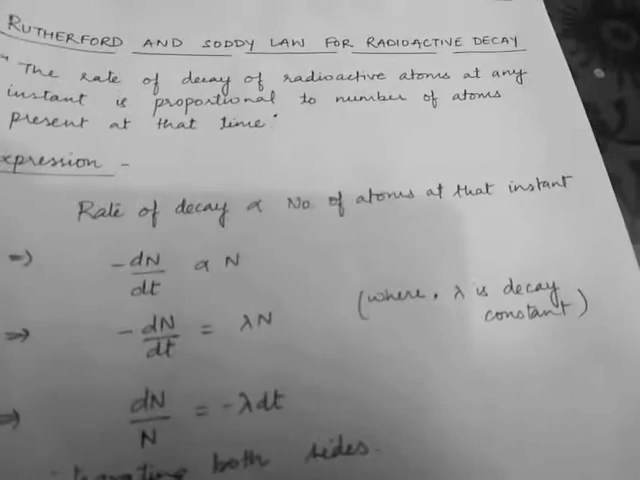 RUTHERFORD AND SODDY LAW FOR RADIOACTIVE DECAY
"The rate of decay of radioactive atoms at any
instant is proportional to number of atoms
present at that time"
xpression -
Rate of decay α No of atoms at that instant
=) -dN/dt α N
=> -dN/dt = λN (where, λ is decay constant)
=> dN/N = -λdt
both sides.